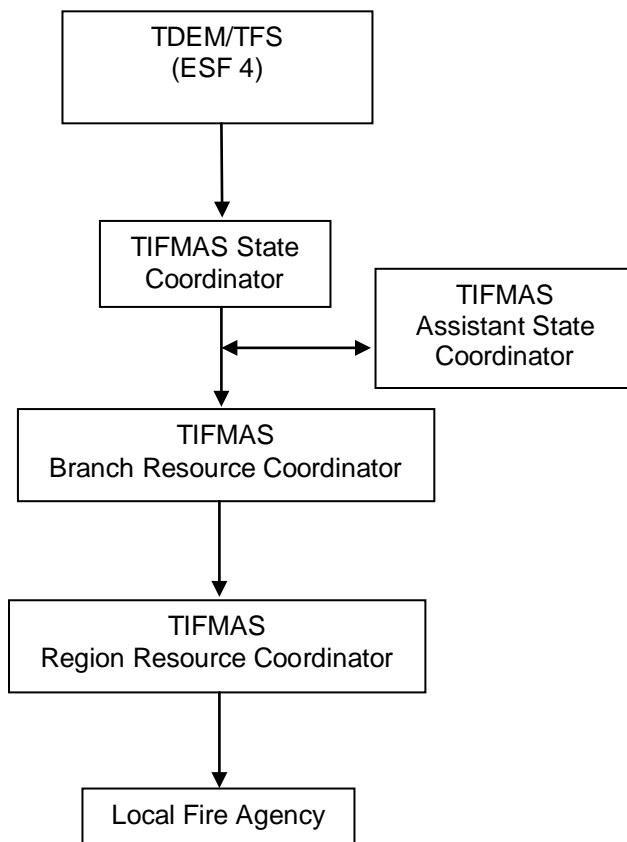 TDEM/TFS
(ESF 4)
TIFMAS State
Coordinator
TIFMAS
Assistant State
Coordinator
TIFMAS
Branch Resource Coordinator
TIFMAS
Region Resource Coordinator
Local Fire Agency